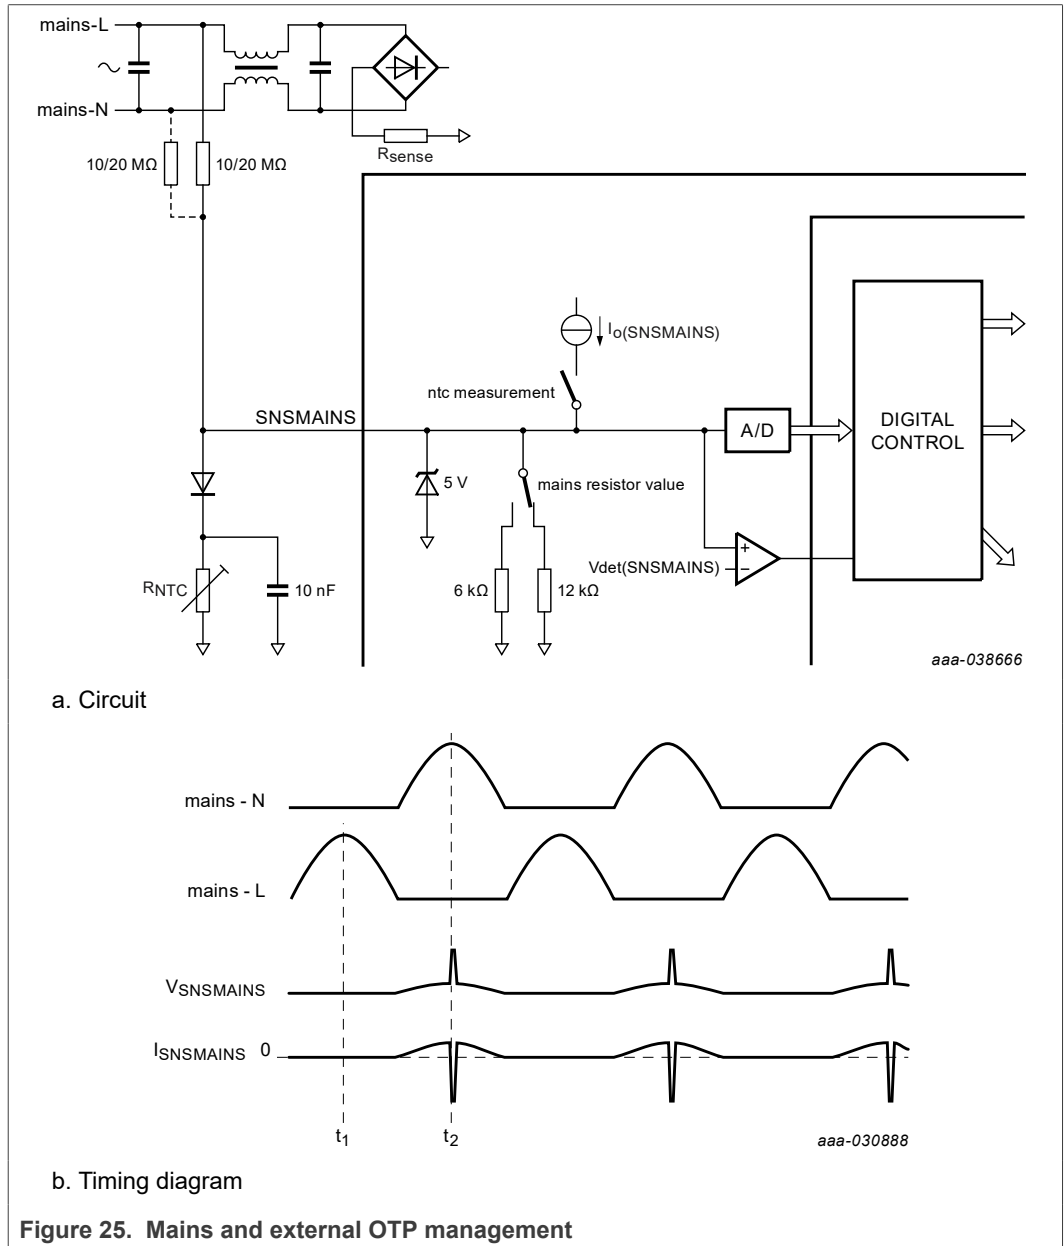 mains-L
mains-N
10/20 MΩ
10/20 MΩ
Rsense
Io(SNSMAINS)
ntc measurement
SNSMAINS
A/D
DIGITAL
CONTROL
5 V
mains resistor value
+
Vdet(SNSMAINS)
−
RNTC
10 nF
6 kΩ
12 kΩ
aaa-038666
a. Circuit
mains - N
mains - L
VSNSMAINS
ISNSMAINS 0
t1
t2
aaa-030888
b. Timing diagram
Figure 25. Mains and external OTP management